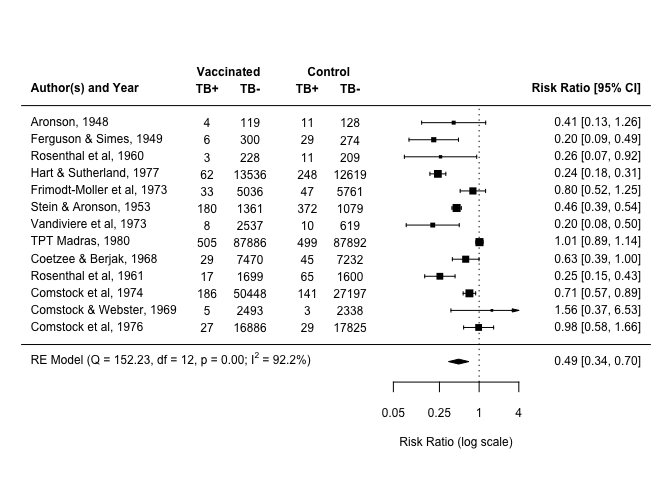 Vaccinated Control
Author(s) and Year TB+ TB- TB+ TB- Risk Ratio [95% CI]
Aronson, 1948 4 119 11 128 0.41 [0.13, 1.26]
Ferguson & Simes, 1949 6 300 29 274 0.20 [0.09, 0.49]
Rosenthal et al, 1960 3 228 11 209 0.26 [0.07, 0.92]
Hart & Sutherland, 1977 62 13536 248 12619 0.24 [0.18, 0.31]
Frimodt-Moller et al, 1973 33 5036 47 5761 0.80 [0.52, 1.25]
Stein & Aronson, 1953 180 1361 372 1079 0.46 [0.39, 0.54]
Vandiviere et al, 1973 8 2537 10 619 0.20 [0.08, 0.50]
TPT Madras, 1980 505 87886 499 87892 1.01 [0.89, 1.14]
Coetzee & Berjak, 1968 29 7470 45 7232 0.63 [0.39, 1.00]
Rosenthal et al, 1961 17 1699 65 1600 0.25 [0.15, 0.43]
Comstock et al, 1974 186 50448 141 27197 0.71 [0.57, 0.89]
Comstock & Webster, 1969 5 2493 3 2338 1.56 [0.37, 6.53]
Comstock et al, 1976 27 16886 29 17825 0.98 [0.58, 1.66]
RE Model (Q = 152.23, df = 12, p = 0.00; I² = 92.2%) 0.49 [0.34, 0.70]
0.05 0.25 1 4
Risk Ratio (log scale)